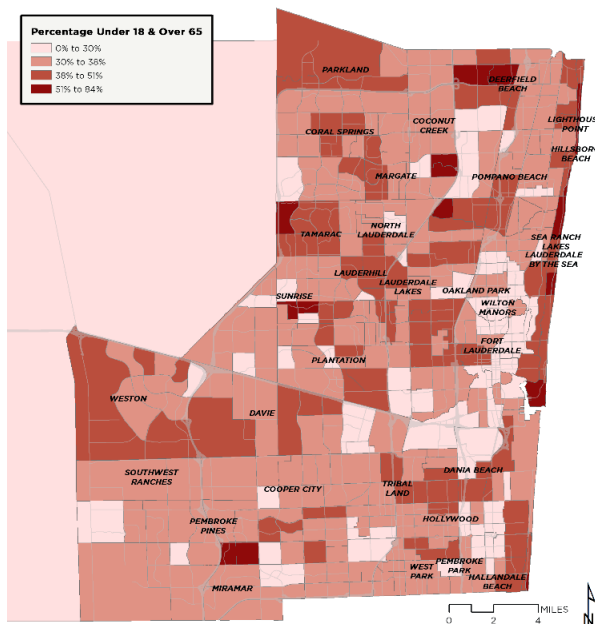 Percentage Under 18 & Over 65
0% to 30%
30% to 38%
38% to 51%
51% to 84%
PARKLAND
DEERFIELD
BEACH
COCONUT
CREEK
LIGHTHOUSE
POINT
CORAL SPRINGS
HILLSBORO
BEACH
MARGATE
POMPANO BEACH
NORTH
LAUDERDALE
TAMARAC
SEA RANCH
LAKES
LAUDERDALE
BY THE SEA
LAUDERHILL
LAUDERDALE
LAKES
OAKLAND PARK
SUNRISE
WILTON
MANORS
FORT
LAUDERDALE
PLANTATION
WESTON
DAVIE
SOUTHWEST
RANCHES
DANIA BEACH
COOPER CITY
TRIBAL
LAND
PEMBROKE
PINES
HOLLYWOOD
WEST
PARK
PEMBROKE
PARK
HALLANDALE
BEACH
MIRAMAR
0 2 4 MILES